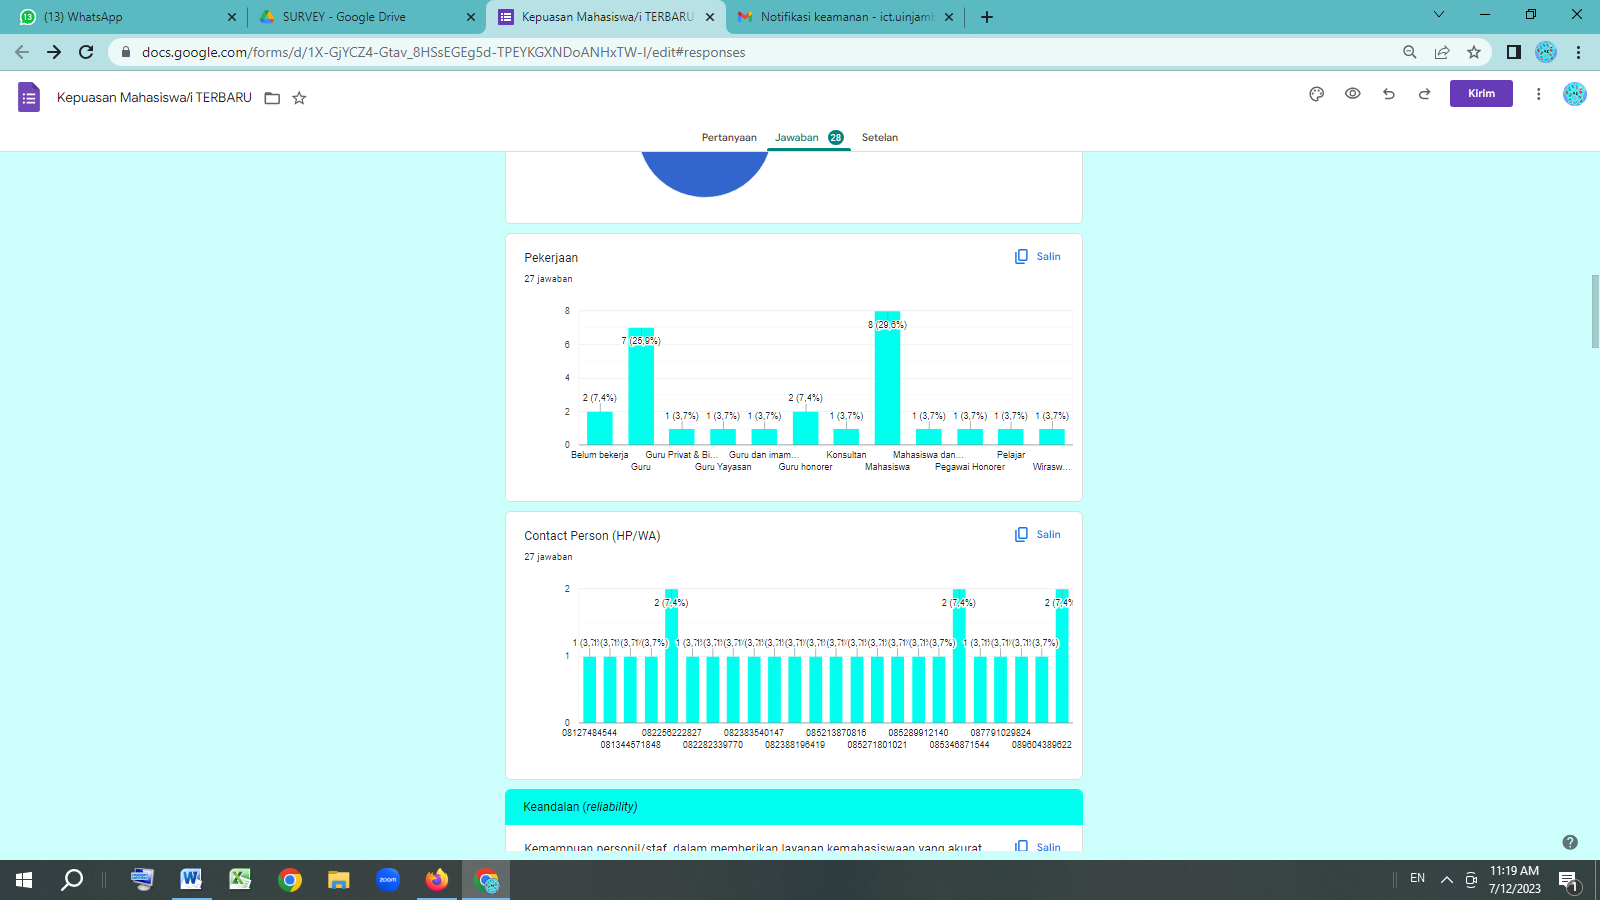 (13) WhatsApp
SURVEY - Google Drive
Kepuasan Mahasiswa/i TERBARU
Notifikasi keamanan - ict.uinjamb
docs.google.com/forms/d/1X-GjYCZ4-Gtav_8HSsEGEg5d-TPEYKGXNDoANHxTW-I/edit#responses
Kepuasan Mahasiswa/i TERBARU
Kirim
Pertanyaan Jawaban 28 Setelan
Pekerjaan
Salin
27 jawaban
8
6
4
2
0
2 (7,4%)
7 (25,9%)
1 (3,7%)
1 (3,7%)
1 (3,7%)
2 (7,4%)
1 (3,7%)
8 (29,6%)
1 (3,7%)
1 (3,7%)
1 (3,7%)
1 (3,7%)
Belum bekerja
Guru
Guru Privat & Bi...
Guru Yayasan
Guru dan imam...
Guru honorer
Konsultan
Mahasiswa
Mahasiswa dan...
Pegawai Honorer
Pelajar
Wirasw...
Contact Person (HP/WA)
Salin
27 jawaban
2
1
0
2 (7,4%)
2 (7,4%)
2 (7,4%
08127484544
081344571848
082256222827
082282339770
082383540147
082388196419
085213870816
085271801021
085289912140
085346871544
087791029824
089604389622
Keandalan (reliability)
Kemampuan personil/staf dalam memberikan layanan kemahasiswaan yang akurat
Salin
zoom
EN
11:19 AM
7/12/2023
1